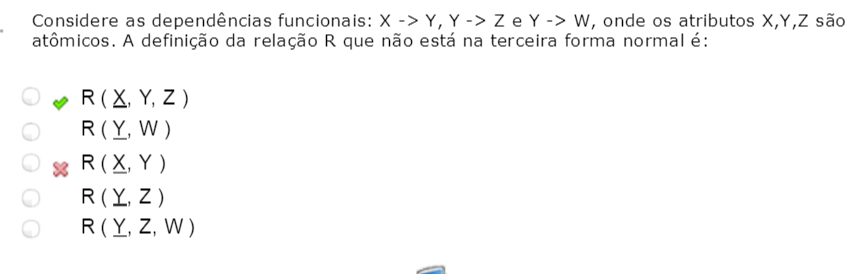 Considere as dependências funcionais: X -> Y, Y -> Z e Y -> W, onde os atributos X,Y,Z são
atômicos. A definição da relação R que não está na terceira forma normal é:
R ( X, Y, Z )
R ( Y, W )
R ( X, Y )
R ( Y, Z )
R ( Y, Z, W )